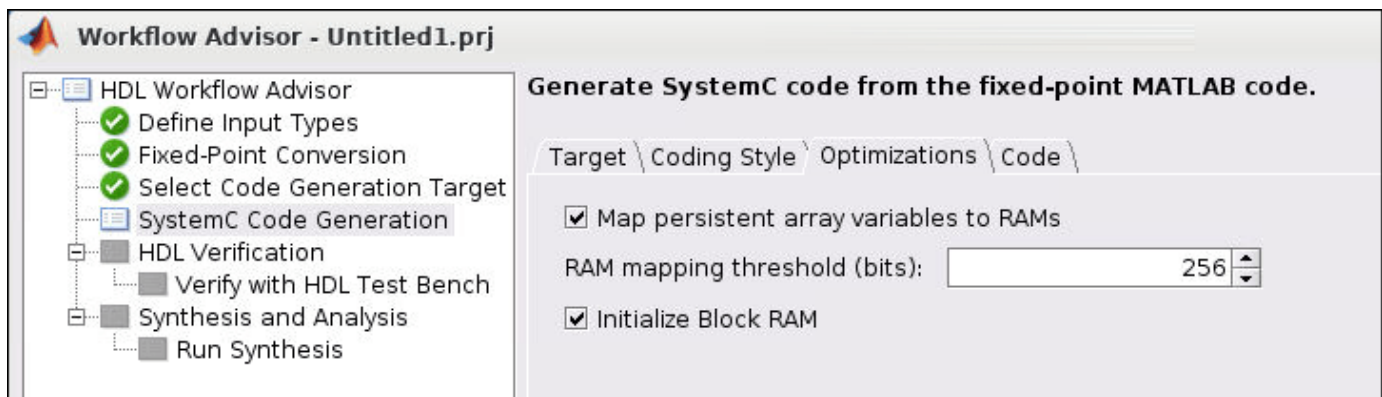 Workflow Advisor - Untitled1.prj
HDL Workflow Advisor
Define Input Types
Fixed-Point Conversion
Select Code Generation Target
SystemC Code Generation
HDL Verification
Verify with HDL Test Bench
Synthesis and Analysis
Run Synthesis
Generate SystemC code from the fixed-point MATLAB code.
Target Coding Style Optimizations Code
Map persistent array variables to RAMs
RAM mapping threshold (bits): 256
Initialize Block RAM